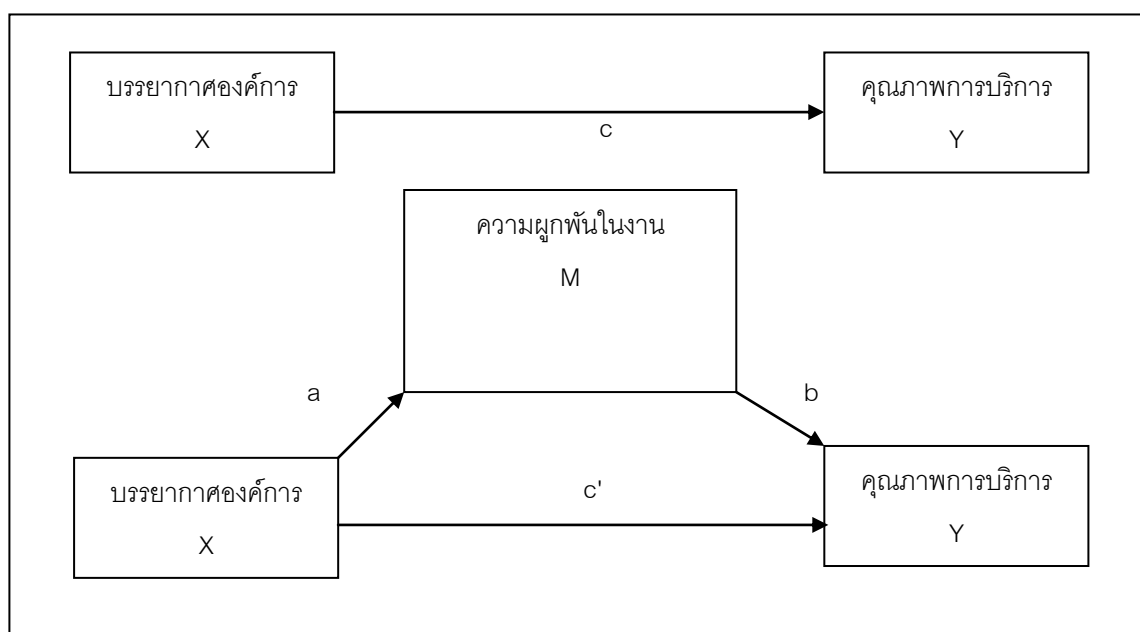 บรรยากาศองค์การ
X
คุณภาพการบริการ
Y
c
ความผูกพันในงาน
M
a
b
บรรยากาศองค์การ
X
c'
คุณภาพการบริการ
Y